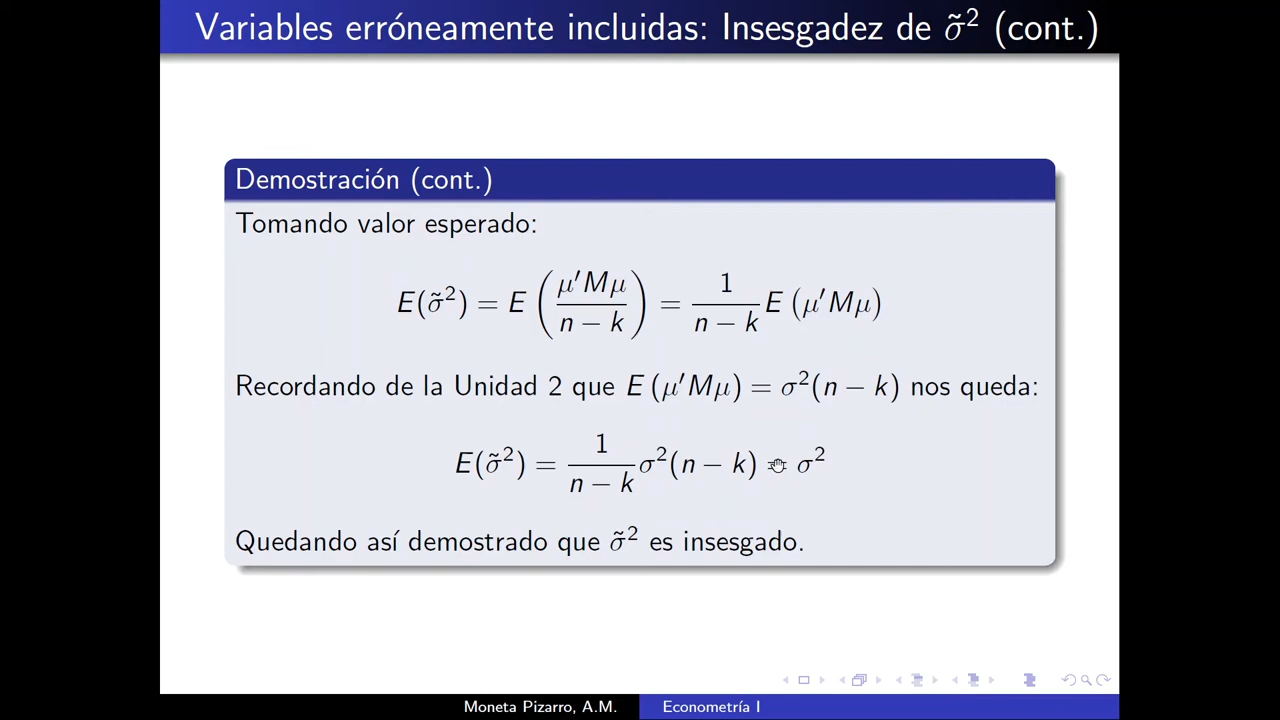 Variables erróneamente incluidas: Insesgadez de σ̃² (cont.)
Demostración (cont.)
Tomando valor esperado:
E(σ̃²) = E (μ′Mμ / n − k) = 1 / n − k E (μ′Mμ)
Recordando de la Unidad 2 que E (μ′Mμ) = σ²(n − k) nos queda:
E(σ̃²) = 1 / n − k σ²(n − k) = σ²
Quedando así demostrado que σ̃² es insesgado.
Moneta Pizarro, A.M. Econometría I